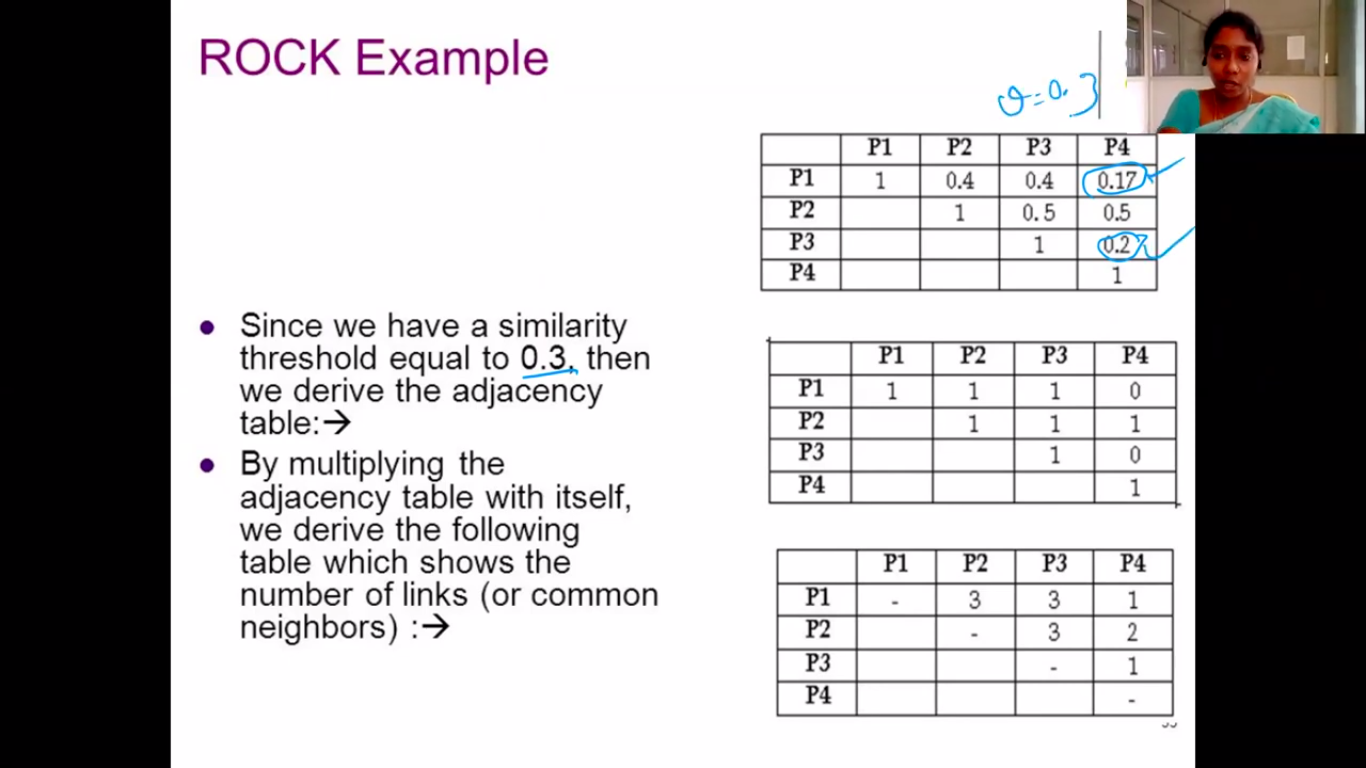 ROCK Example
θ=0.3
P1 P2 P3 P4
P1 1 0.4 0.4 0.17
P2 1 0.5 0.5
P3 1 0.2
P4 1
● Since we have a similarity
threshold equal to 0.3, then
we derive the adjacency
table:→
P1 P2 P3 P4
P1 1 1 1 0
P2 1 1 1
P3 1 0
P4 1
● By multiplying the
adjacency table with itself,
we derive the following
table which shows the
number of links (or common
neighbors) :→
P1 P2 P3 P4
P1 - 3 3 1
P2 - 3 2
P3 - 1
P4 -